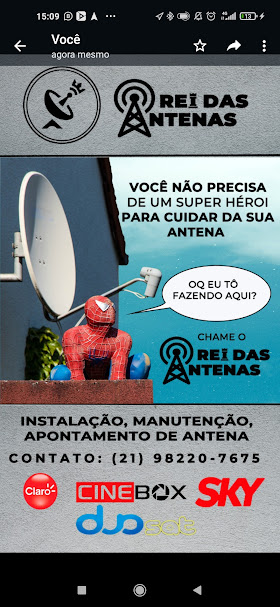 15:09
Você
agora mesmo
O REI DAS
ANTENAS
VOCÊ NÃO PRECISA
DE UM SUPER HÉROI
PARA CUIDAR DA SUA
ANTENA
OQ EU TÔ
FAZENDO AQUI?
CHAME O
REI DAS
ANTENAS
INSTALAÇÃO, MANUTENÇÃO,
APONTAMENTO DE ANTENA
CONTATO: (21) 98220-7675
Claro
CINEBOX
SKY
duo